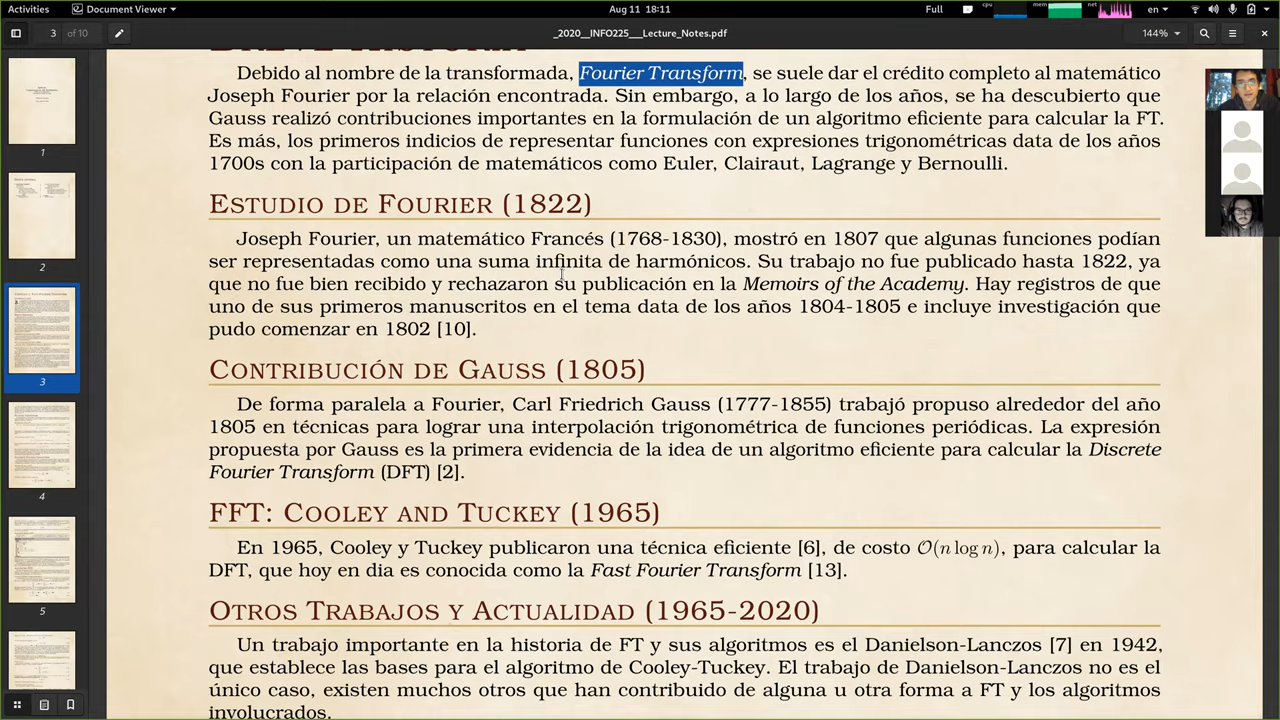 Activities
Document Viewer
Aug 11 18:11
Full
cpu
mem
net
en
3 of 10
_2020__INFO225___Lecture_Notes.pdf
144%
Debido al nombre de la transformada, Fourier Transform, se suele dar el crédito completo al matemático
Joseph Fourier por la relación encontrada. Sin embargo, a lo largo de los años, se ha descubierto que
Gauss realizó contribuciones importantes en la formulación de un algoritmo eficiente para calcular la FT.
Es más, los primeros indicios de representar funciones con expresiones trigonométricas data de los años
1700s con la participación de matemáticos como Euler, Clairaut, Lagrange y Bernoulli.
ESTUDIO DE FOURIER (1822)
Joseph Fourier, un matemático Francés (1768-1830), mostró en 1807 que algunas funciones podían
ser representadas como una suma infinita de harmónicos. Su trabajo no fue publicado hasta 1822, ya
que no fue bien recibido y negaron su publicación en la Memoirs of the Academy. Hay registros de que
uno de sus primeros manuscritos en el tema data de los años 1804-1805 e incluye investigación que
pudo comenzar en 1802 [10].
CONTRIBUCIÓN DE GAUSS (1805)
De forma paralela a Fourier, Carl Friedrich Gauss (1777-1855) trabajo propuso alrededor del año
1805 en técnicas para lograr una interpolación trigonométrica de funciones periódicas. La expresión
propuesta por Gauss es la primera evidencia de la idea de un algoritmo eficiente para calcular la Discrete
Fourier Transform (DFT) [2].
FFT: COOLEY AND TUCKEY (1965)
En 1965, Cooley y Tuckey publicaron una técnica eficiente [6], de costo O(n log n), para calcular la
DFT, que hoy en día es conocida como la Fast Fourier Transform [13].
OTROS TRABAJOS Y ACTUALIDAD (1965-2020)
Un trabajo importante en la historia de FT y sus algoritmos es el Danielson-Lanczos [7] en 1942,
que establece las bases para el algoritmo de Cooley-Tukey. El trabajo de Danielson-Lanczos no es el
único caso, existen muchos otros que han contribuido de alguna u otra forma a FT y los algoritmos
involucrados.
1
2
3
4
5